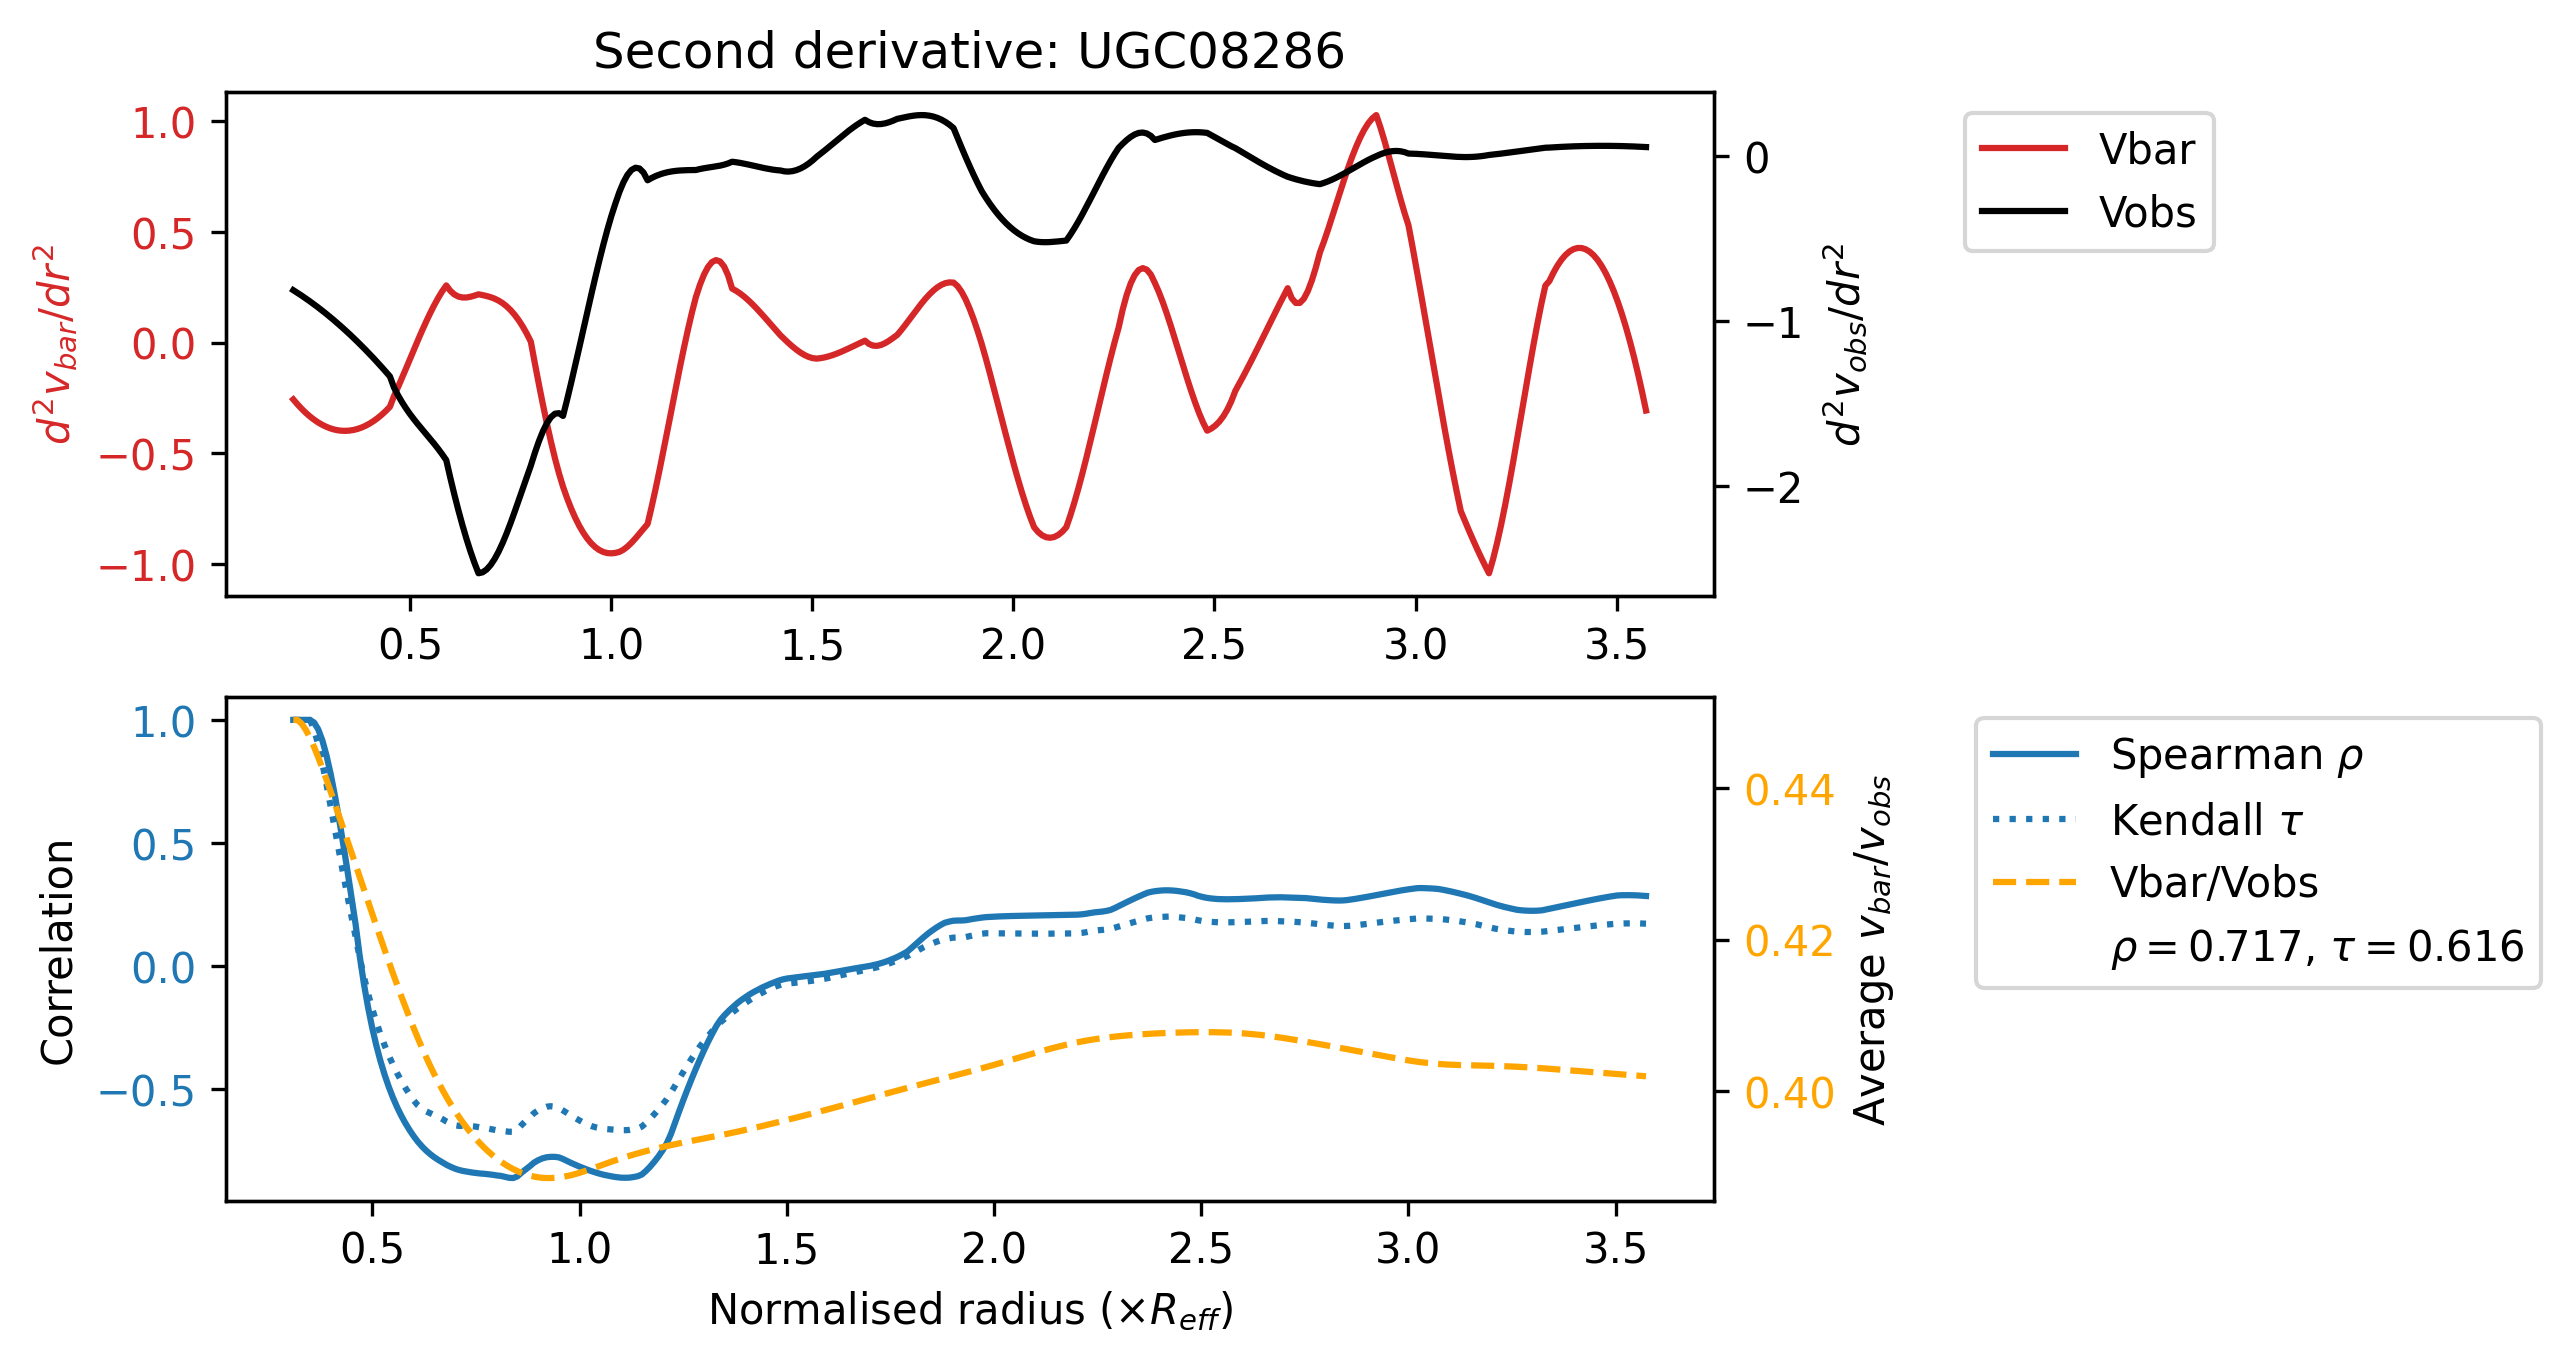 Second derivative: UGC08286
1.0
0.5
0.0
−0.5
−1.0
d²v_bar/dr²
0
−1
−2
d²v_obs/dr²
0.5 1.0 1.5 2.0 2.5 3.0 3.5
Vbar
Vobs
1.0
0.5
0.0
−0.5
Correlation
0.44
0.42
0.40
Average v_bar/v_obs
0.5 1.0 1.5 2.0 2.5 3.0 3.5
Normalised radius (×R_eff)
Spearman ρ
Kendall τ
Vbar/Vobs
ρ = 0.717, τ = 0.616